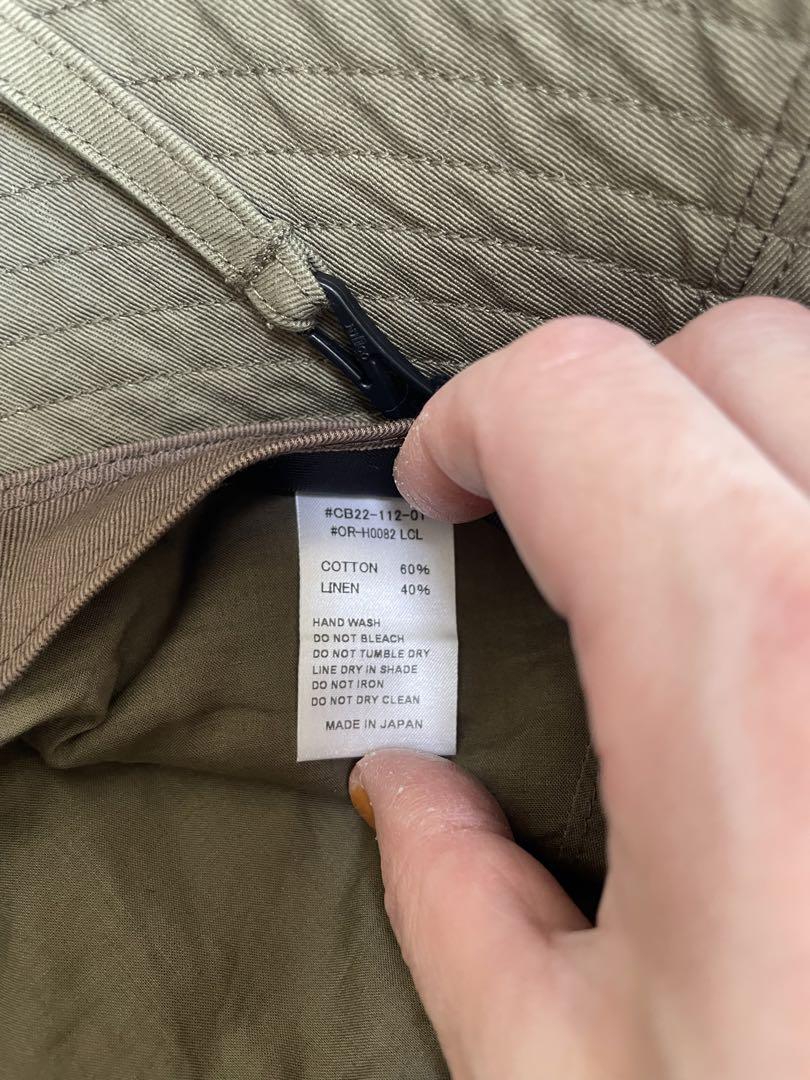 #CB22-112-01
#OR-H0082 LCL
COTTON 60%
LINEN 40%
HAND WASH
DO NOT BLEACH
DO NOT TUMBLE DRY
LINE DRY IN SHADE
DO NOT IRON
DO NOT DRY CLEAN
MADE IN JAPAN